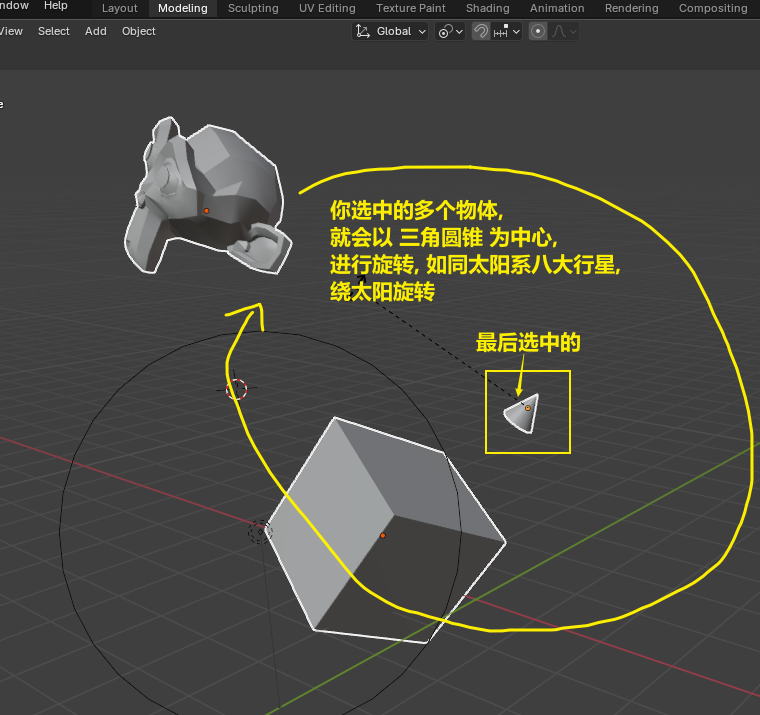 ndow Help Layout Modeling Sculpting UV Editing Texture Paint Shading Animation Rendering Compositing
View Select Add Object Global
e
你选中的多个物体,
就会以 三角圆锥 为中心,
进行旋转, 如同太阳系八大行星,
绕太阳旋转
最后选中的